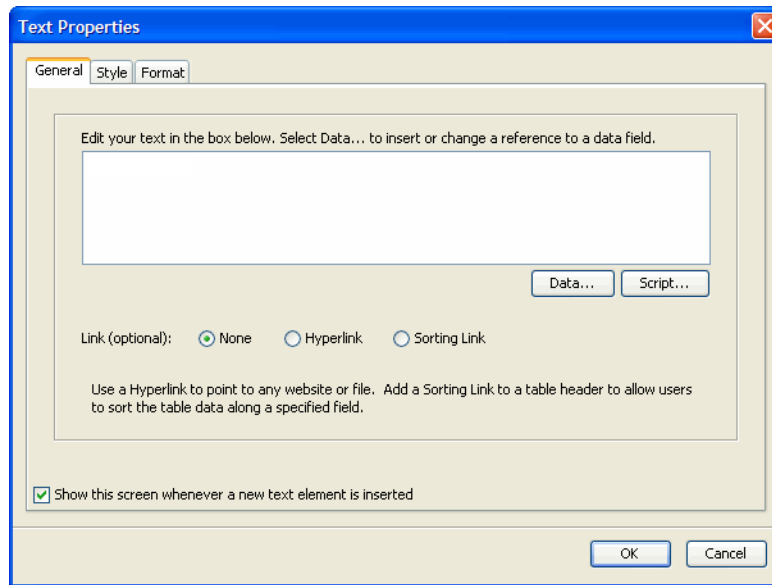 Text Properties
General Style Format
Edit your text in the box below. Select Data... to insert or change a reference to a data field.
Data... Script...
Link (optional): None Hyperlink Sorting Link
Use a Hyperlink to point to any website or file. Add a Sorting Link to a table header to allow users
to sort the table data along a specified field.
Show this screen whenever a new text element is inserted
OK Cancel